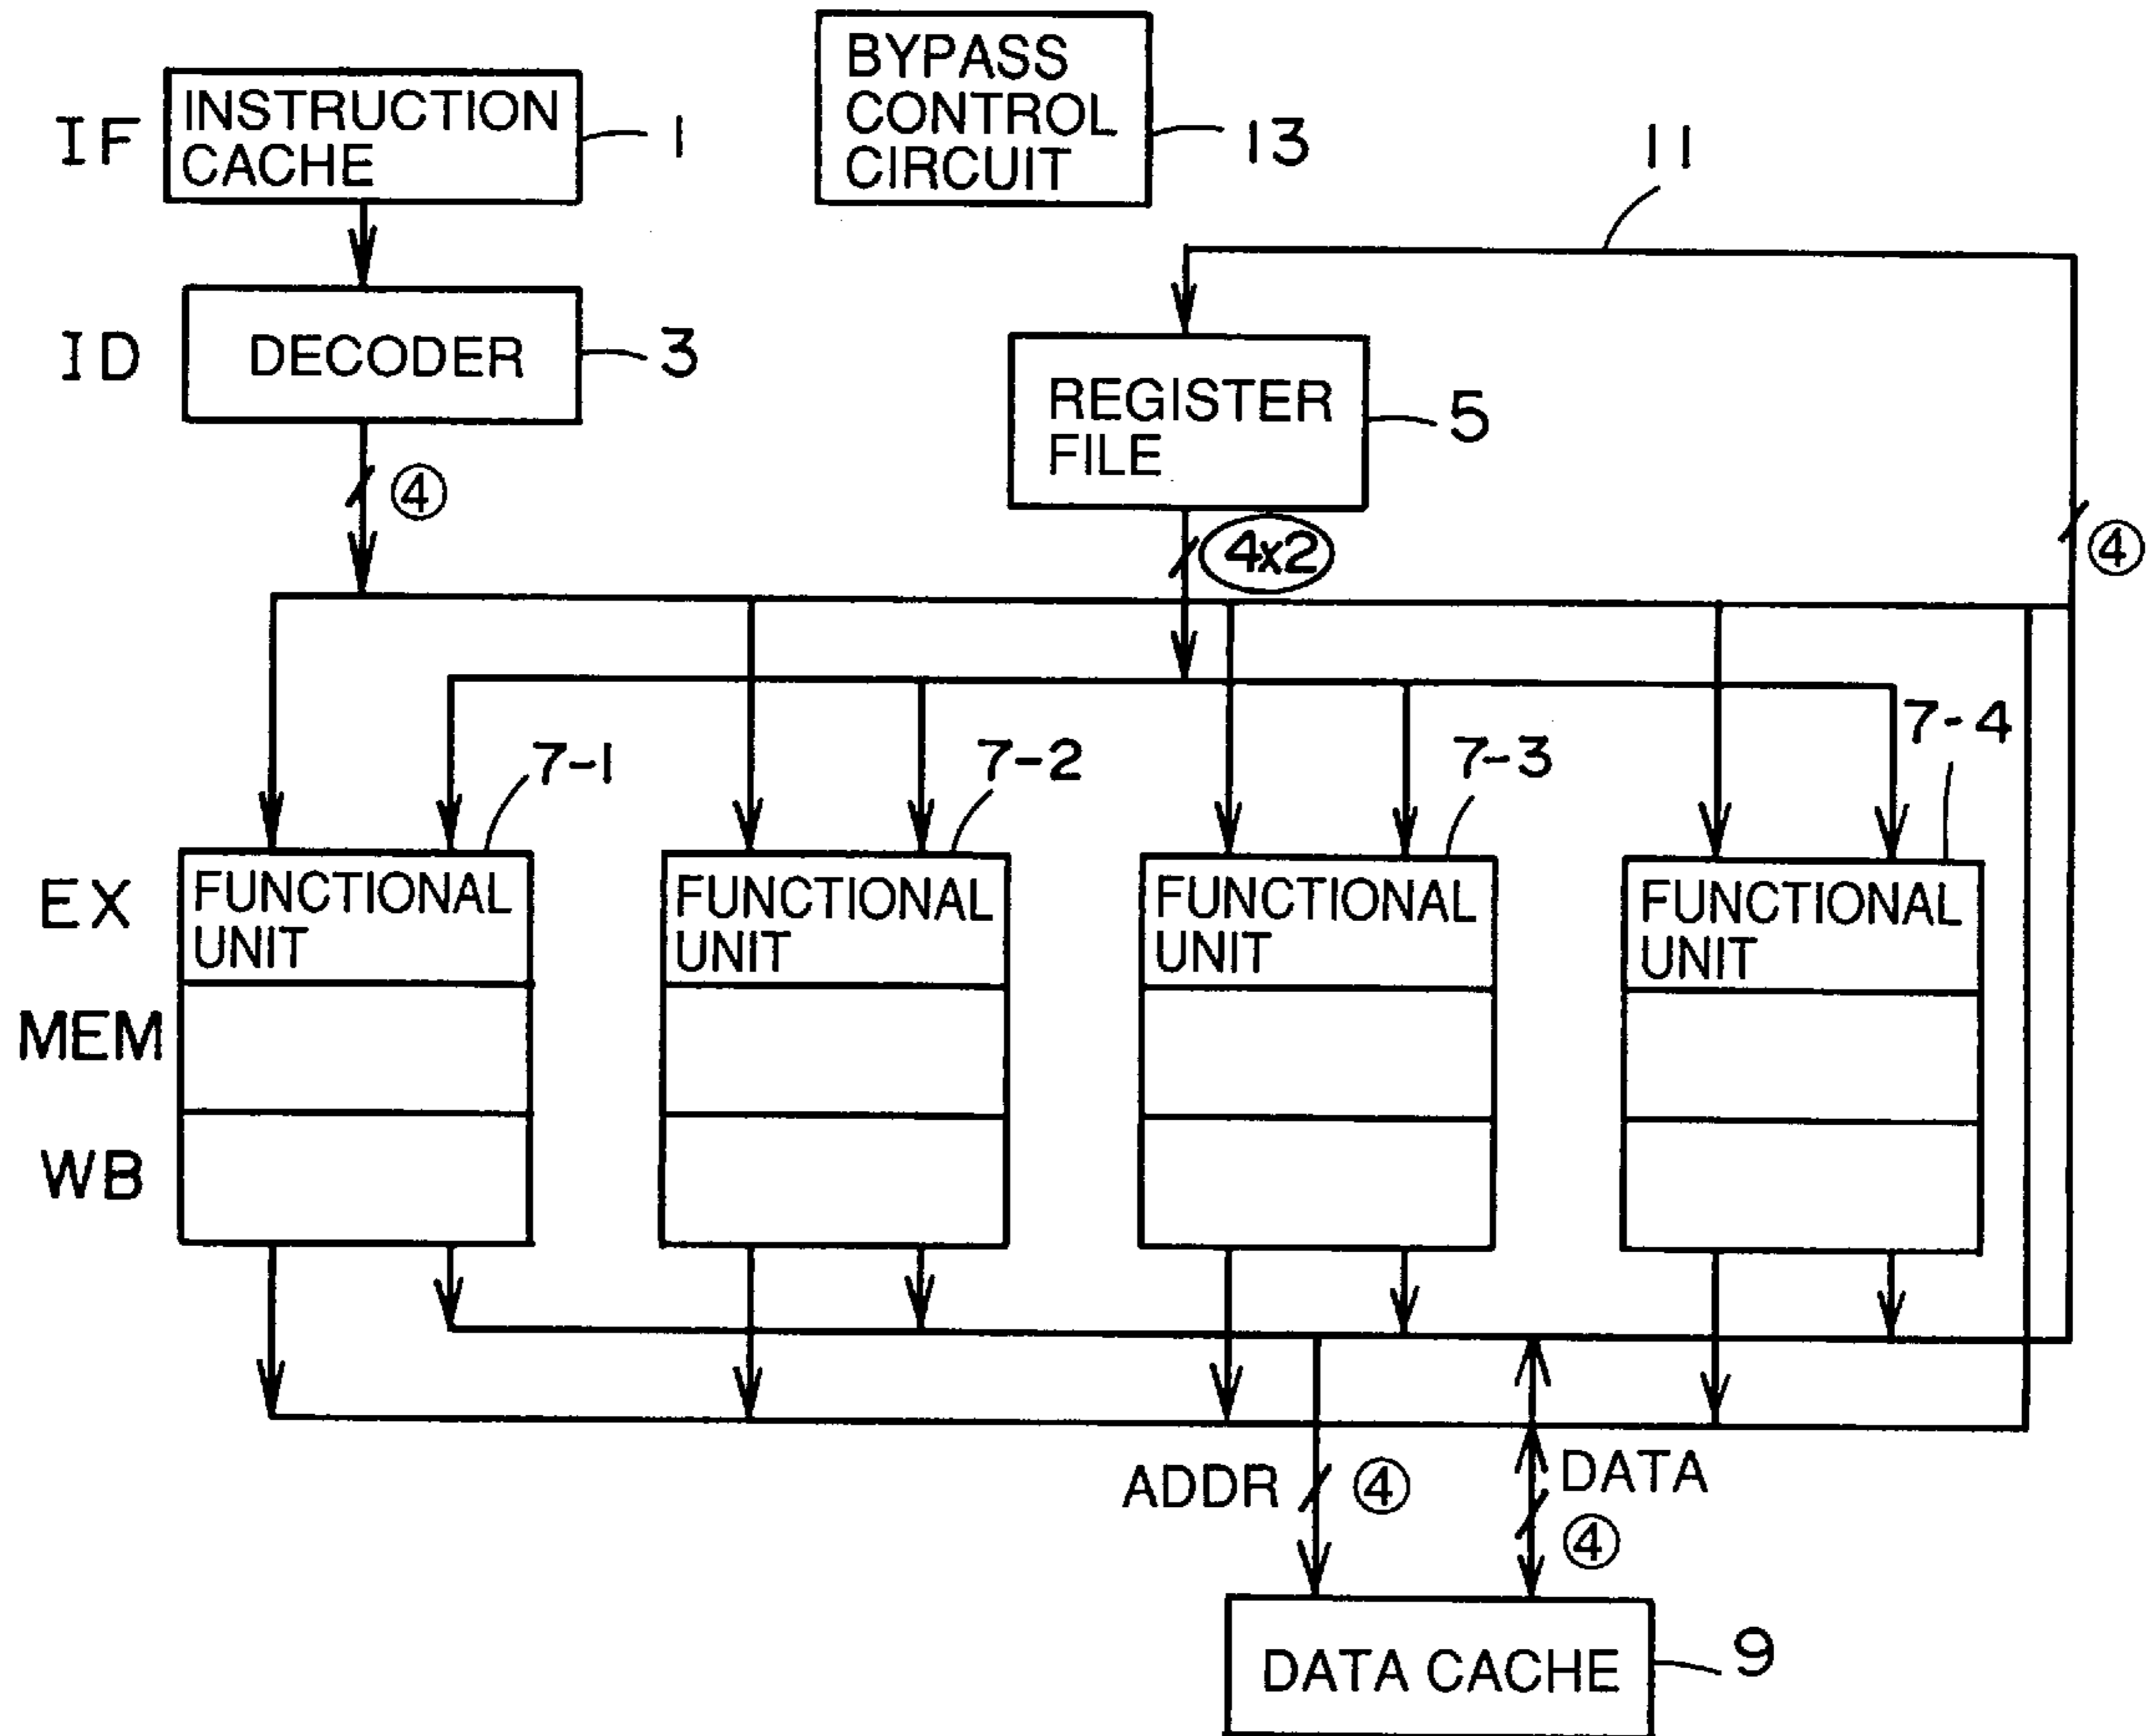 IF
INSTRUCTION
CACHE
1
BYPASS
CONTROL
CIRCUIT
13
11
ID
DECODER
3
REGISTER
FILE
5
④
4x2
④
7-1
7-2
7-3
7-4
EX
FUNCTIONAL
UNIT
FUNCTIONAL
UNIT
FUNCTIONAL
UNIT
FUNCTIONAL
UNIT
MEM
WB
ADDR
④
DATA
④
DATA CACHE
9